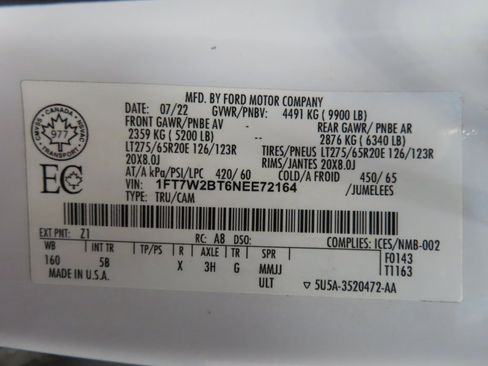 MFD. BY FORD MOTOR COMPANY
DATE: 07/22 GVWR/PNBV: 4491 KG ( 9900 LB)
FRONT GAWR/PNBE AV REAR GAWR/ PNBE AR
2359 KG ( 5200 LB) -- 2876 KG ( 6340 LB)
LT275/65R20E 126/123R TIRES/PNEUS LT275/65R20E 126/123R
20X8.0J RIMS/JANTES 20X8.0J
AT/A kPa/PSI/LPC 420/ 60 COLD/A FROID 450/ 65
VIN: 1FT7W2BT6NEE72164 /JUMELEES
TYPE: TRU/CAM
CANADA
CMVSS NSVAC
977
TRANSPORT
EC
EXT PNT: Z1 RC: A8 DSO: COMPLIES: ICES/NMB-002
WB INT TR TP/PS R AXLE TR SPR F0143
160 5B X 3H G MMJJ T1163
MADE IN U.S.A. ULT 5U5A-3520472-AA